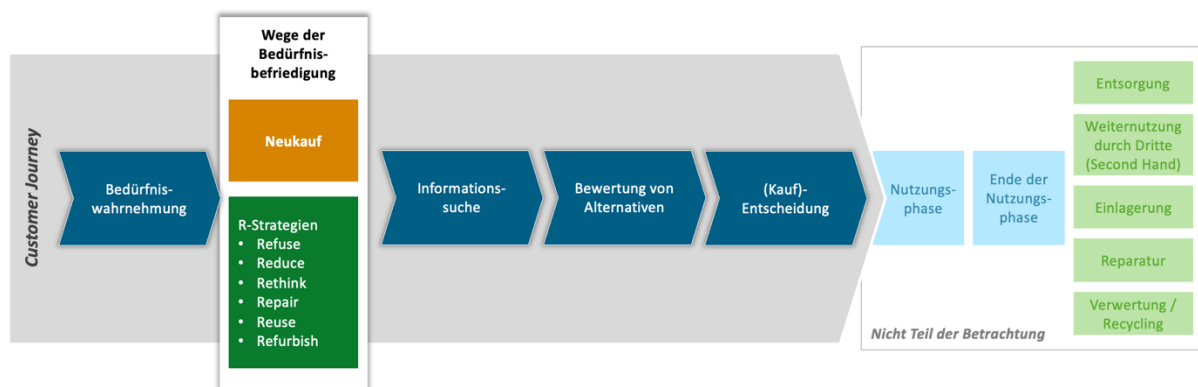 Customer Journey
Bedürfnis-
wahrnehmung
Wege der
Bedürfnis-
befriedigung
Neukauf
R-Strategien
• Refuse
• Reduce
• Rethink
• Repair
• Reuse
• Refurbish
Informations-
suche
Bewertung von
Alternativen
(Kauf)-
Entscheidung
Nutzungs-
phase
Ende der
Nutzungs-
phase
Entsorgung
Weiternutzung
durch Dritte
(Second Hand)
Einlagerung
Reparatur
Verwertung /
Recycling
Nicht Teil der Betrachtung